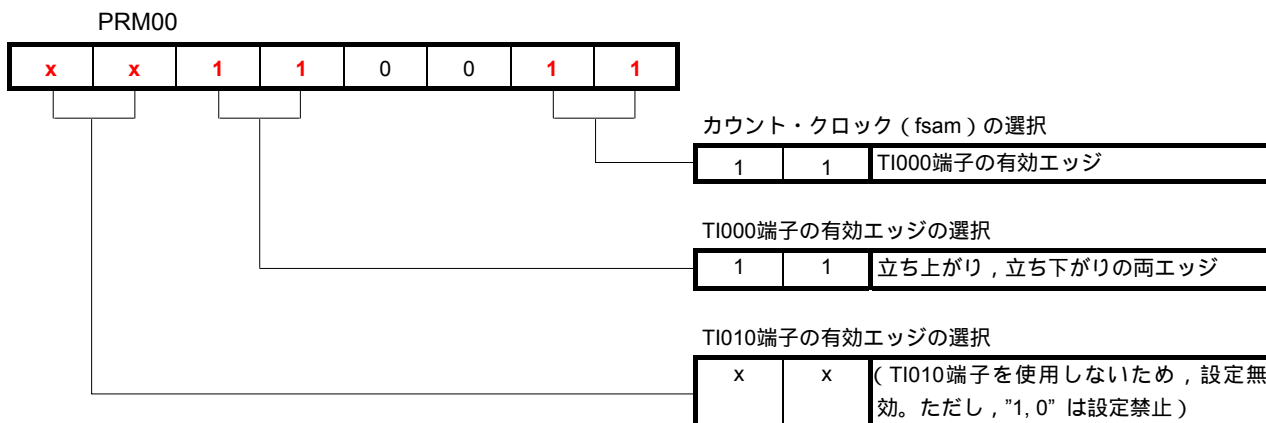 PRM00
x x 1 1 0 0 1 1
カウント・クロック（fsam）の選択
1 1 TI000端子の有効エッジ
TI000端子の有効エッジの選択
1 1 立ち上がり，立ち下がりの両エッジ
TI010端子の有効エッジの選択
x x （TI010端子を使用しないため，設定無
効。ただし，”1, 0” は設定禁止）